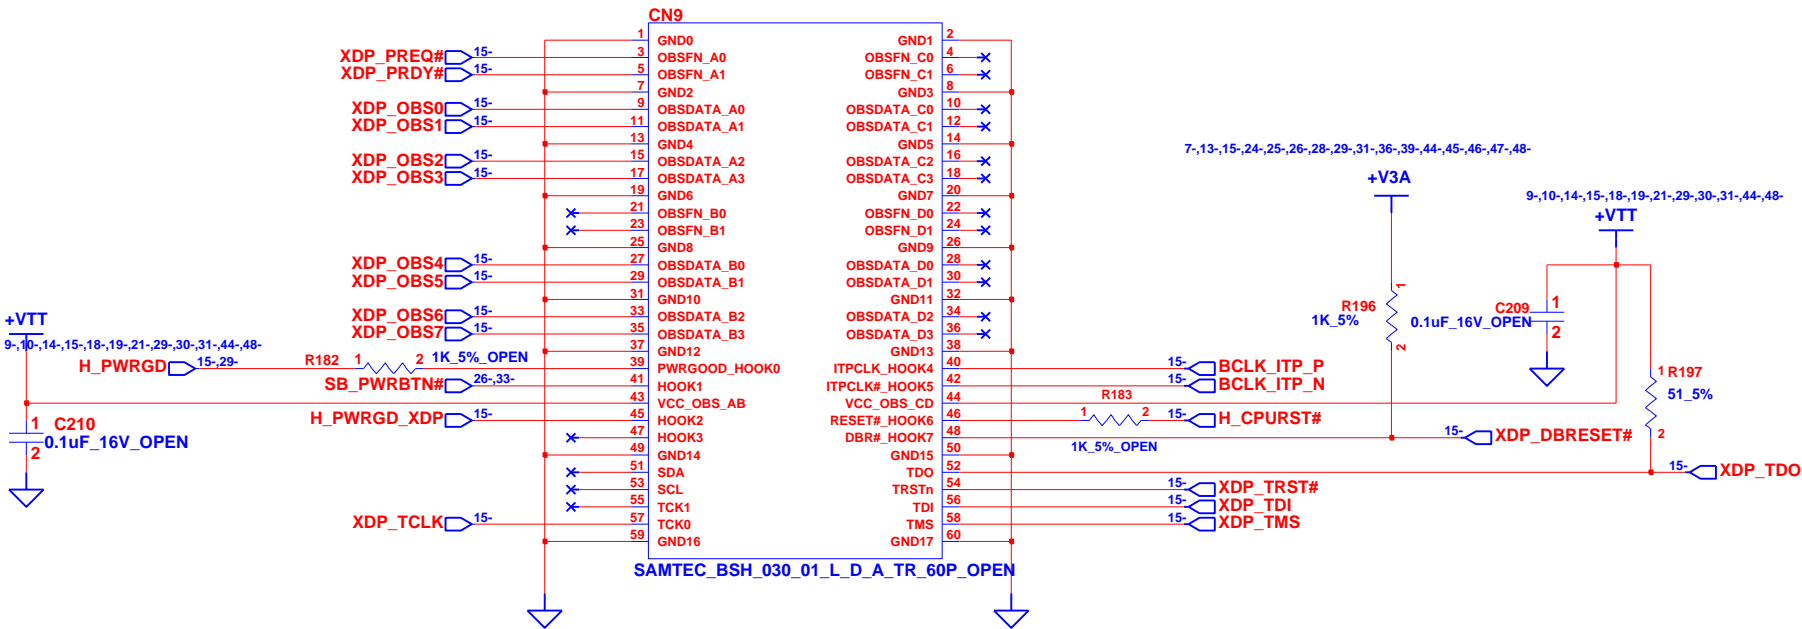 CN9
1 GND0 GND1 2
XDP_PREQ# 15- 3 OBSFN_A0 OBSFN_C0 4
XDP_PRDY# 15- 5 OBSFN_A1 OBSFN_C1 6
7 GND2 GND3 8
XDP_OBS0 15- 9 OBSDATA_A0 OBSDATA_C0 10
XDP_OBS1 15- 11 OBSDATA_A1 OBSDATA_C1 12
13 GND4 GND5 14
XDP_OBS2 15- 15 OBSDATA_A2 OBSDATA_C2 16
XDP_OBS3 15- 17 OBSDATA_A3 OBSDATA_C3 18
19 GND6 GND7 20
21 OBSFN_B0 OBSFN_D0 22
23 OBSFN_B1 OBSFN_D1 24
25 GND8 GND9 26
XDP_OBS4 15- 27 OBSDATA_B0 OBSDATA_D0 28
XDP_OBS5 15- 29 OBSDATA_B1 OBSDATA_D1 30
31 GND10 GND11 32
XDP_OBS6 15- 33 OBSDATA_B2 OBSDATA_D2 34
XDP_OBS7 15- 35 OBSDATA_B3 OBSDATA_D3 36
37 GND12 GND13 38
H_PWRGD 15-,29- R182 1 2 1K_5%_OPEN 39 PWRGOOD_HOOK0 ITPCLK_HOOK4 40 15- BCLK_ITP_P
SB_PWRBTN# 26-,33- 41 HOOK1 ITPCLK#_HOOK5 42 15- BCLK_ITP_N
43 VCC_OBS_AB VCC_OBS_CD 44
H_PWRGD_XDP 15- 45 HOOK2 RESET#_HOOK6 46 R183 1 2 1K_5%_OPEN 15- H_CPURST#
47 HOOK3 DBR#_HOOK7 48 15- XDP_DBRESET#
49 GND14 GND15 50
51 SDA TDO 52 15- XDP_TDO
53 SCL TRSTn 54 15- XDP_TRST#
55 TCK1 TDI 56 15- XDP_TDI
XDP_TCLK 15- 57 TCK0 TMS 58 15- XDP_TMS
59 GND16 GND17 60
SAMTEC_BSH_030_01_L_D_A_TR_60P_OPEN
+VTT
9-,10-,14-,15-,18-,19-,21-,29-,30-,31-,44-,48-
1 C210
0.1uF_16V_OPEN
2
7-,13-,15-,24-,25-,26-,28-,29-,31-,36-,39-,44-,45-,46-,47-,48-
+V3A
1
R196
1K_5%
2
9-,10-,14-,15-,18-,19-,21-,29-,30-,31-,44-,48-
+VTT
C209 1
0.1uF_16V_OPEN
2
1 R197
51_5%
2